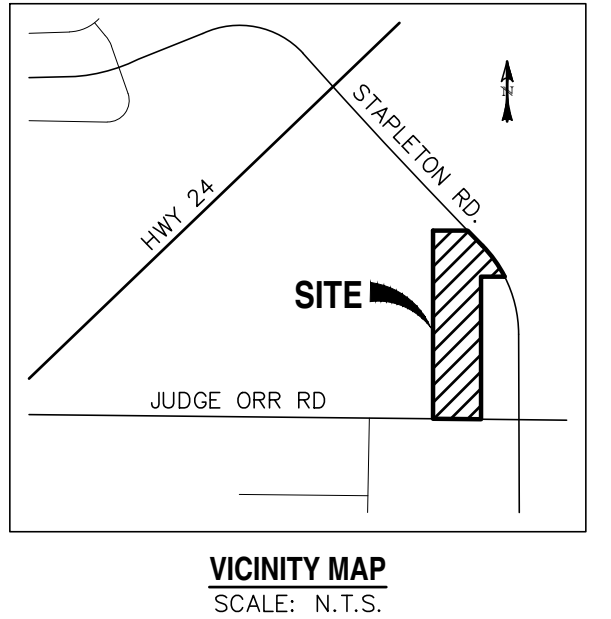 N
STAPLETON RD.
HWY 24
SITE
JUDGE ORR RD
VICINITY MAP
SCALE: N.T.S.